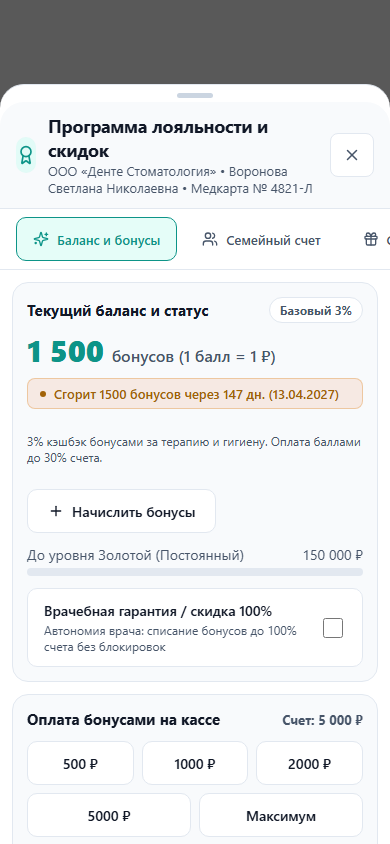 Программа лояльности и
скидок
ООО «Денте Стоматология» • Воронова
Светлана Николаевна • Медкарта № 4821-Л
Баланс и бонусы
Семейный счет
Текущий баланс и статус
Базовый 3%
1 500 бонусов (1 балл = 1 ₽)
Сгорит 1500 бонусов через 147 дн. (13.04.2027)
3% кэшбэк бонусами за терапию и гигиену. Оплата баллами
до 30% счета.
Начислить бонусы
До уровня Золотой (Постоянный)
150 000 ₽
Врачебная гарантия / скидка 100%
Автономия врача: списание бонусов до 100%
счета без блокировок
Оплата бонусами на кассе
Счет: 5 000 ₽
500 ₽
1000 ₽
2000 ₽
5000 ₽
Максимум